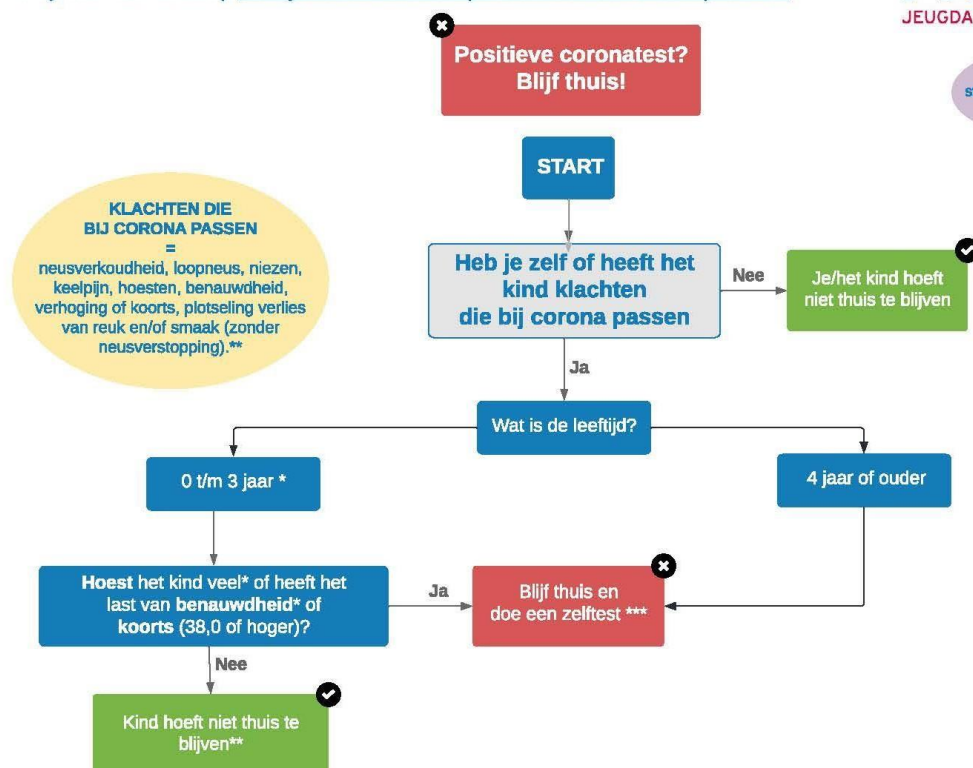 JEUGDA
Positieve coronatest?
Blijf thuis!
START
KLACHTEN DIE
BIJ CORONA PASSEN
=
neusverkoudheid, loopneus, niezen,
keelpijn, hoesten, benauwdheid,
verhoging of koorts, plotseling verlies
van reuk en/of smaak (zonder
neusverstopping).**
Heb je zelf of heeft het
kind klachten
die bij corona passen
Nee
Je/het kind hoeft
niet thuis te blijven
Ja
Wat is de leeftijd?
0 t/m 3 jaar *
4 jaar of ouder
Hoest het kind veel* of heeft het
last van benauwdheid* of
koorts (38,0 of hoger)?
Ja
Blijf thuis en
doe een zelftest ***
Nee
Kind hoeft niet thuis te
blijven**